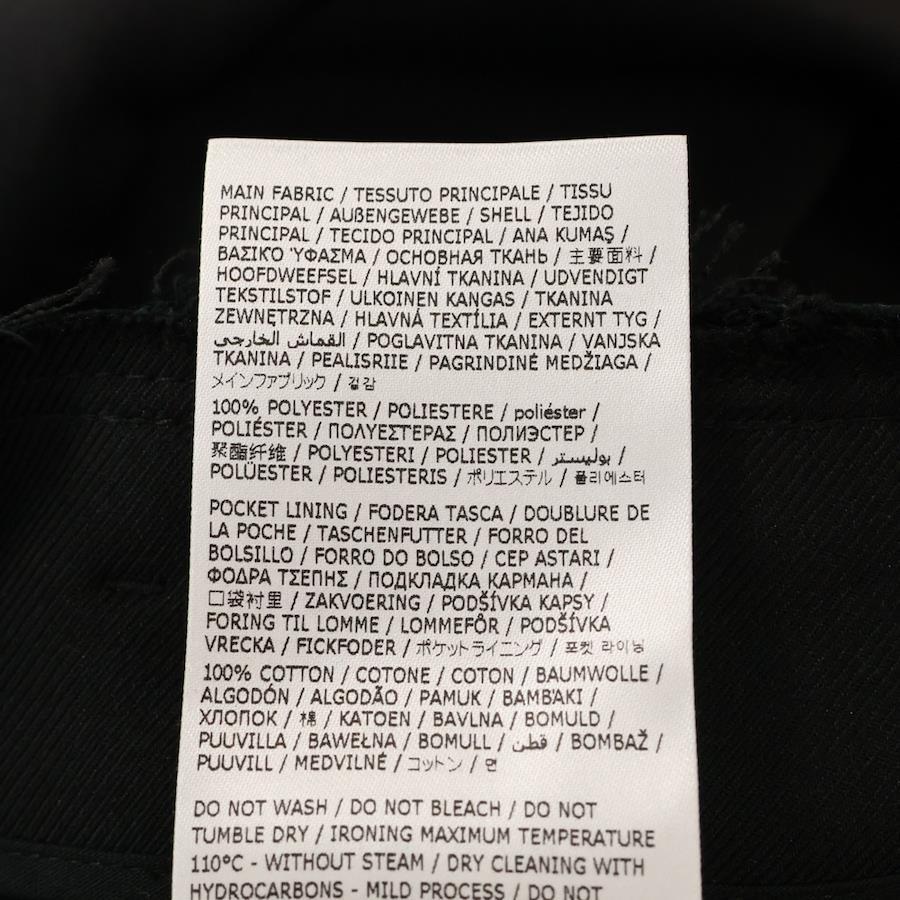 MAIN FABRIC / TESSUTO PRINCIPALE / TISSU
PRINCIPAL / AUßENGEWEBE / SHELL / TEJIDO
PRINCIPAL / TECIDO PRINCIPAL / ANA KUMAŞ /
ΒΑΣΙΚΌ ΎΦΑΣΜΑ / ОСНОВНАЯ ТКАНЬ / 主要面料 /
HOOFDWEEFSEL / HLAVNÍ TKANINA / UDVENDIGT
TEKSTILSTOF / ULKOINEN KANGAS / TKANINA
ZEWNĘTRZNA / HLAVNÁ TEXTÍLIA / EXTERNT TYG /
القماش الخارجي / POGLAVITNA TKANINA / VANJSKA
TKANINA / PEALISRIIE / PAGRINDINĖ MEDŽIAGA /
メインファブリック / 겉감
100% POLYESTER / POLIESTERE / poliéster /
POLIÉSTER / ΠΟΛΥΕΣΤΕΡΑΣ / ПОЛИЭСТЕР /
聚酯纤维 / POLYESTERI / POLIESTER / بوليستر /
POLÜESTER / POLIESTERIS / ポリエステル / 폴리에스터
POCKET LINING / FODERA TASCA / DOUBLURE DE
LA POCHE / TASCHENFUTTER / FORRO DEL
BOLSILLO / FORRO DO BOLSO / CEP ASTARI /
ΦΟΔΡΑ ΤΣΕΠΗΣ / ПОДКЛАДКА КАРМАНА /
口袋衬里 / ZAKVOERING / PODŠÍVKA KAPSY /
FORING TIL LOMME / LOMMEFÔR / PODŠÍVKA
VRECKA / FICKFODER / ポケットライニング / 포켓 라이닝
100% COTTON / COTONE / COTON / BAUMWOLLE /
ALGODÓN / ALGODÃO / PAMUK / ΒΑΜΒΆΚΙ /
ХЛОПОК / 棉 / KATOEN / BAVLNA / BOMULD /
PUUVILLA / BAWEŁNA / BOMULL / قطن / BOMBAŽ /
PUUVILL / MEDVILNĖ / コットン / 면
DO NOT WASH / DO NOT BLEACH / DO NOT
TUMBLE DRY / IRONING MAXIMUM TEMPERATURE
110°C - WITHOUT STEAM / DRY CLEANING WITH
HYDROCARBONS - MILD PROCESS / DO NOT